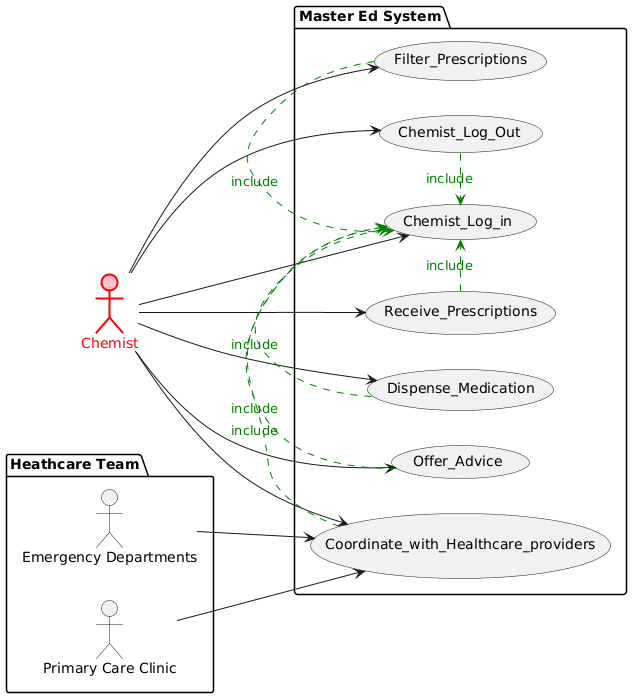 Master Ed System
Filter_Prescriptions
Chemist_Log_Out
include
include
Chemist_Log_in
include
Receive_Prescriptions
Chemist
include
Dispense_Medication
include
include
Offer_Advice
Heathcare Team
Emergency Departments
Coordinate_with_Healthcare_providers
Primary Care Clinic